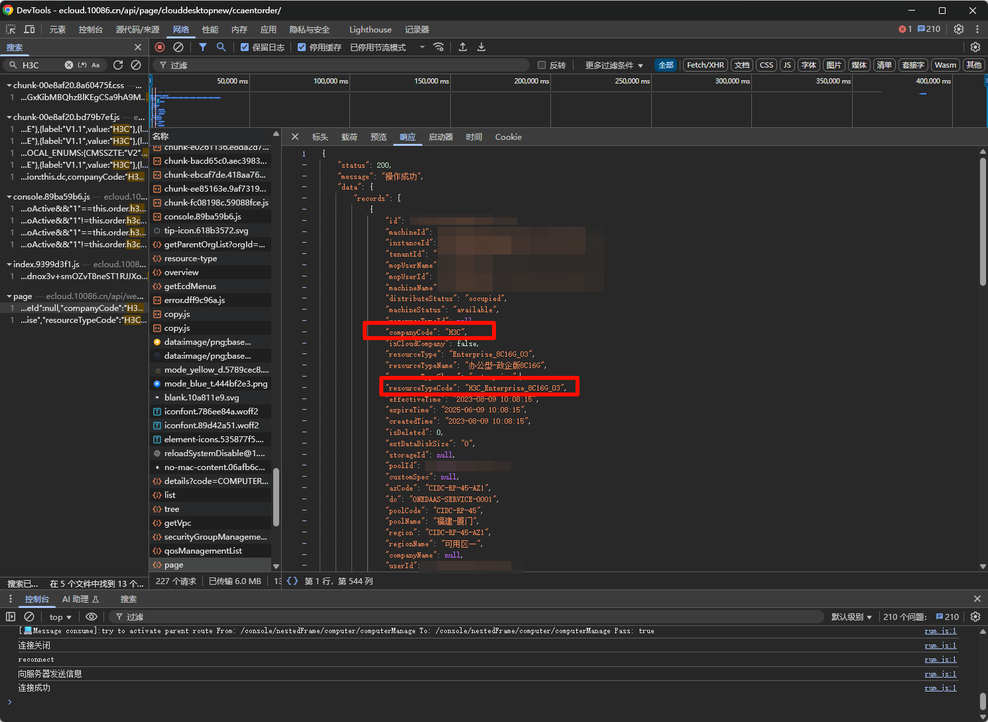 DevTools - ecloud.10086.cn/api/page/clouddesktopnew/ccaentorder/
元素 控制台 源代码/来源 网络 性能 内存 应用 隐私与安全 Lighthouse 记录器 1 210
搜索 保留日志 停用缓存 已停用节流模式
H3C (.*) Aa 过滤 反转 更多过滤条件 全部 Fetch/XHR 文档 CSS JS 字体 图片 媒体 清单 套接字 Wasm 其他
50,000 ms 100,000 ms 150,000 ms 200,000 ms 250,000 ms 300,000 ms 350,000 ms 400,000 ms
chunk-00e8af20.8a60475f.css — ...
1 ...GxKibMBQhzBlKEgCSa9hA9M...
chunk-00e8af20.bd79b7ef.js — e...
1 ...E"},{label:"V1.1",value:"H3C"},{l...
1 ...E"},{label:"V1.1",value:"H3C"},{l...
1 ...OCAL_ENUMS:{CMSSZTE:"V2"...
1 ...E"},{label:"V1.1",value:"H3C"},{l...
1 ...ion:this.dc,companyCode:"H3...
console.89ba59b6.js — ecloud.10...
1 ...oActive&&"1"==this.order.h3...
1 ...oActive&&"1"!=this.order.h3c...
1 ...oActive&&"1"==this.order.h3c...
1 ...oActive&&"1"!=this.order.h3c...
index.9399d3f1.js — ecloud.1008...
1 ...dnox3v+smOZvT8neST1RJJXo...
page — ecloud.10086.cn/api/we...
1 ...eId":null,"companyCode":"H3...
1 ...ise","resourceTypeCode":"H3C...
搜索已... 在 5 个文件中找到 13 个...
名称
chunk-bacd65c0.aec3983...
chunk-ebcaf7de.418aa76...
chunk-ee85163e.9af7319...
chunk-fc08198c.59088fce.js
console.89ba59b6.js
tip-icon.618b3572.svg
getParentOrgList?orgId=...
resource-type
overview
getEcdMenus
error.dff9c96a.js
copy.js
copy.js
data:image/png;base...
data:image/png;base...
mode_yellow_d.5789cec8....
mode_blue_t.444bf2e3.png
blank.10a811e9.svg
iconfont.786ee84a.woff2
iconfont.89d42a51.woff2
element-icons.535877f5....
reloadSystemDisable@1....
no-mac-content.06afb6c...
details?code=COMPUTER...
list
tree
getVpc
securityGroupManageme...
qosManagementList
page
227 个请求 已传输 6.0 MB
标头 载荷 预览 响应 启动器 时间 Cookie
1 {
"status": 200,
"message": "操作成功",
"data": {
"records": [
{
"id":
"machineId":
"instanceId":
"tenantId": "
"mopUserName"
"mopUserId":
"machineName"
"distributeStatus": "occupied",
"machineStatus": "available",
"companyCode": "H3C",
"isCloudCompany": false,
"resourceType": "Enterprise_8C16G_03",
"resourceTypeName": "办公型-政企版8C16G",
"resourceTypeCode": "H3C_Enterprise_8C16G_03",
"effectiveTime": "2023-08-09 10:08:15",
"expireTime": "2025-06-09 10:08:15",
"createdTime": "2023-08-09 10:08:15",
"isDeleted": 0,
"extDataDiskSize": "0",
"storageId": null,
"poolId":
"customSpec": null,
"azCode": "CIDC-RP-45-AZ1",
"dc": "ONEDAAS-SERVICE-0001",
"poolCode": "CIDC-RP-45",
"poolName": "福建-厦门",
"region": "CIDC-RP-45-AZ1",
"regionName": "可用区一",
"companyName": null,
"userId":
第 1 行，第 544 列
控制台 AI 助理 搜索
top 过滤 默认级别 210 个问题: 210
Message consume]:try to activate parent route From: /console/nestedFrame/computer/computerManage To: /console/nestedFrame/computer/computerManage Pass: true run.js:1
连接关闭 run.js:1
reconnect run.js:1
向服务器发送信息 run.js:1
连接成功 run.js:1